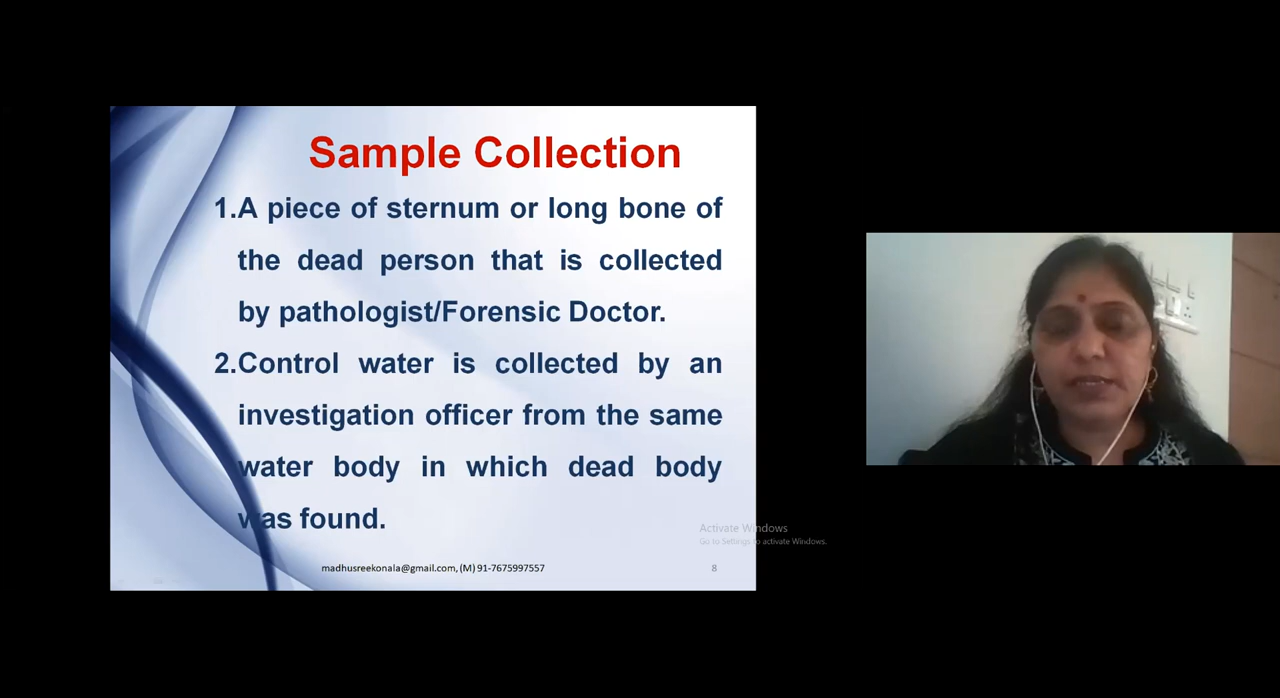 Sample Collection
1.A piece of sternum or long bone of
the dead person that is collected
by pathologist/Forensic Doctor.
2.Control water is collected by an
investigation officer from the same
water body in which dead body
was found.
madhusreekonala@gmail.com, (M) 91-7675997557
8
Activate Windows
Go to Settings to activate Windows.